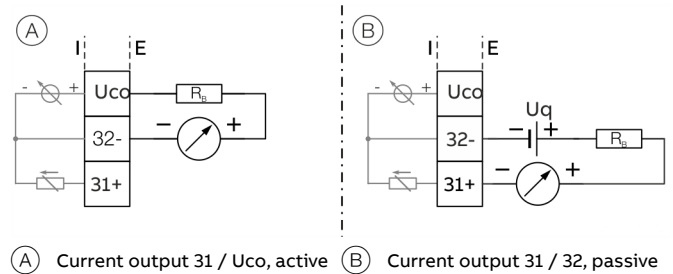 A
B
I E
I E
- + Uco R_B
- + Uco
Uq
32- - +
32- - + R_B
31+
31+ - +
A Current output 31 / Uco, active B Current output 31 / 32, passive